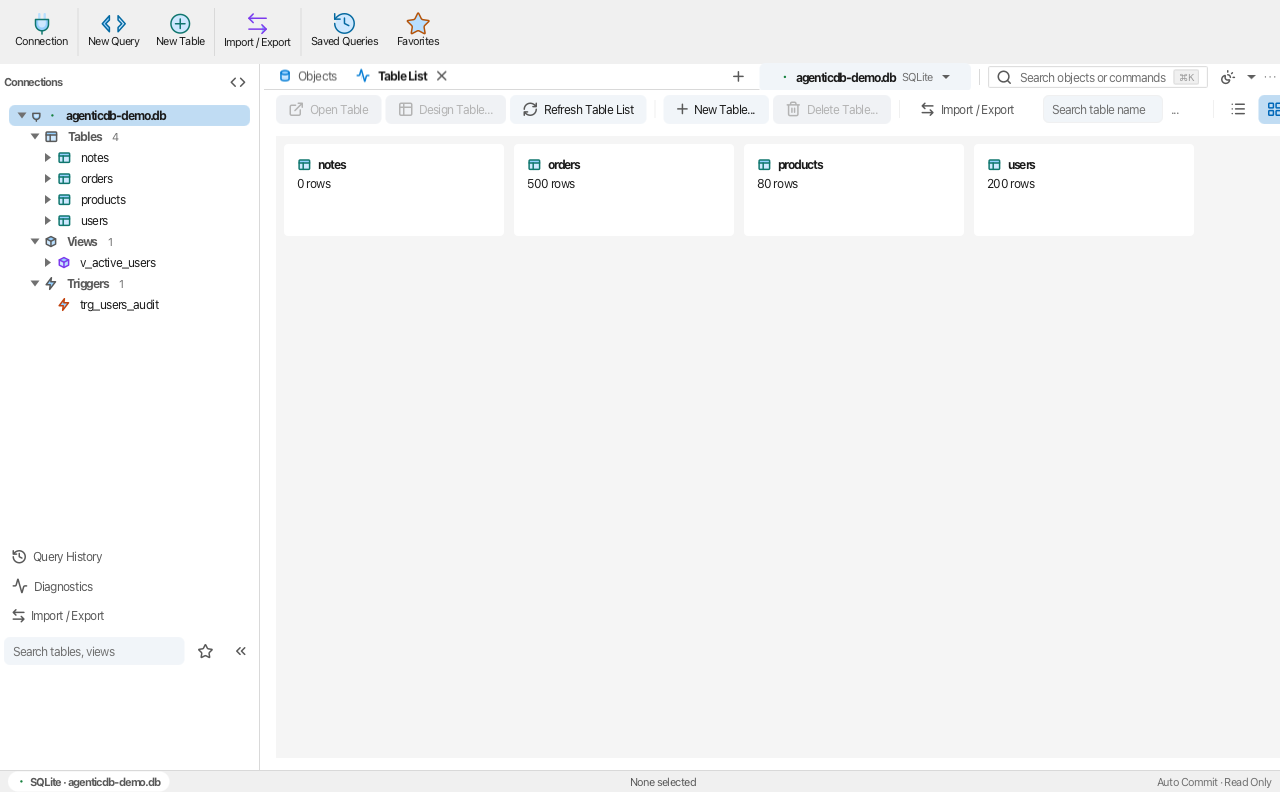 Connection
New Query
New Table
Import / Export
Saved Queries
Favorites
Connections
Objects
Table List
agenticdb-demo.db SQLite
Search objects or commands ⌘K
agenticdb-demo.db
Tables 4
notes
orders
products
users
Views 1
v_active_users
Triggers 1
trg_users_audit
Open Table
Design Table...
Refresh Table List
New Table...
Delete Table...
Import / Export
Search table name
...
notes
0 rows
orders
500 rows
products
80 rows
users
200 rows
Query History
Diagnostics
Import / Export
Search tables, views
SQLite · agenticdb-demo.db
None selected
Auto Commit · Read Only